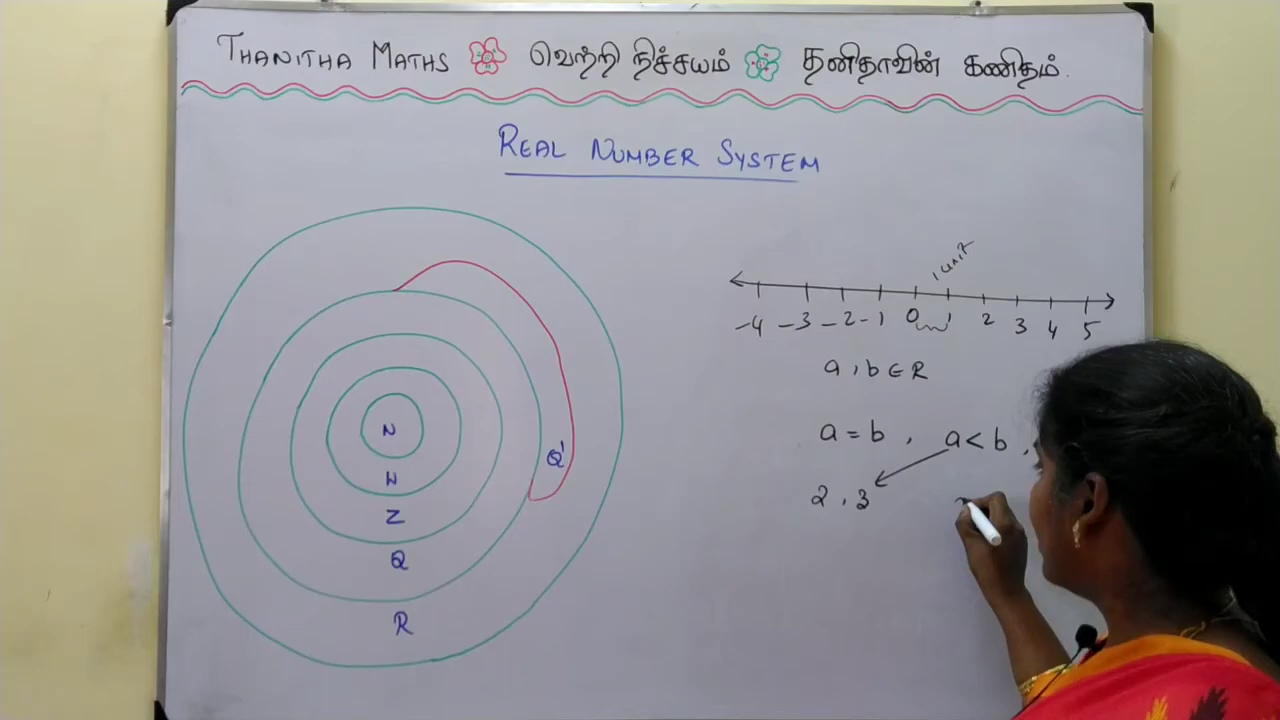 THANITHA MATHS வெற்றி நிச்சயம் தனிதாவின் கணிதம்.
REAL NUMBER SYSTEM
1 unit
-4 -3 -2 -1 0 1 2 3 4 5
a, b ∈ R
a = b, a < b,
2, 3
N
W
Z
Q
Q'
R